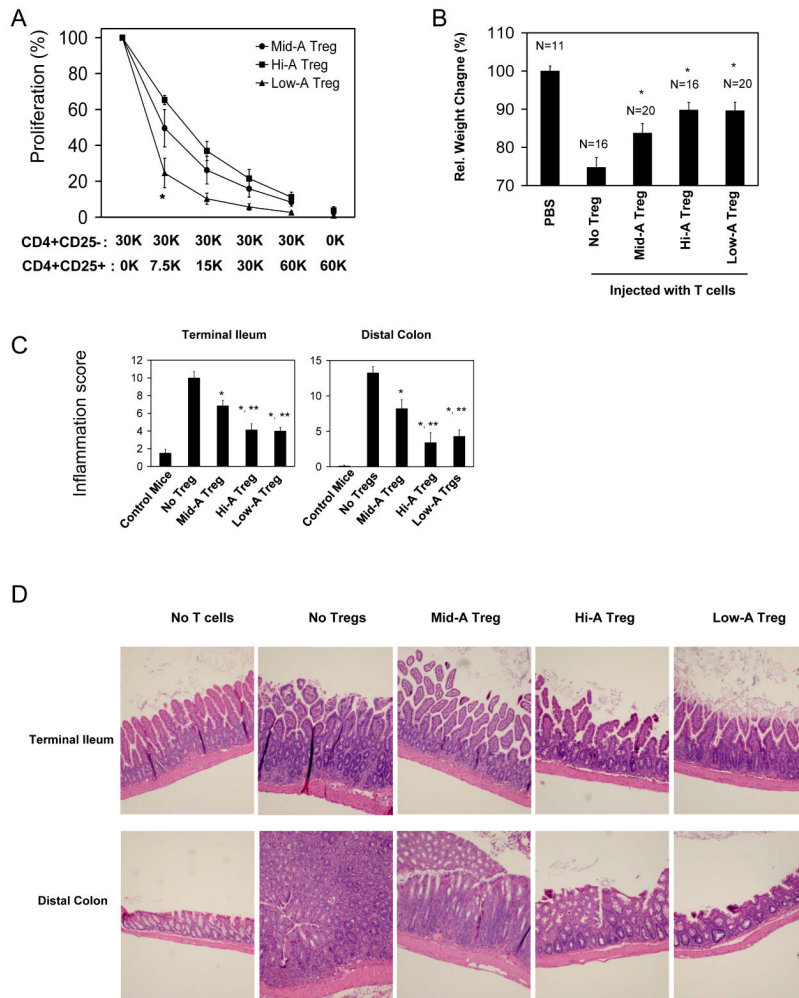 A
Proliferation (%)
100
80
60
40
20
0
Mid-A Treg
Hi-A Treg
Low-A Treg
*
CD4+CD25- : 30K 30K 30K 30K 30K 0K
CD4+CD25+ : 0K 7.5K 15K 30K 60K 60K
B
Rel. Weight Chagne (%)
110
100
90
80
70
N=11
N=16
*
N=20
*
N=16
*
N=20
PBS
No Treg
Mid-A Treg
Hi-A Treg
Low-A Treg
Injected with T cells
C
Inflammation score
Terminal Ileum
12
10
8
6
4
2
0
*
*, **
*, **
Control Mice
No Treg
Mid-A Treg
Hi-A Treg
Low-A Treg
Distal Colon
15
10
5
0
*
*, **
*, **
Control Mice
No Tregs
Mid-A Treg
Hi-A Treg
Low-A Trgs
D
No T cells No Tregs Mid-A Treg Hi-A Treg Low-A Treg
Terminal Ileum
Distal Colon